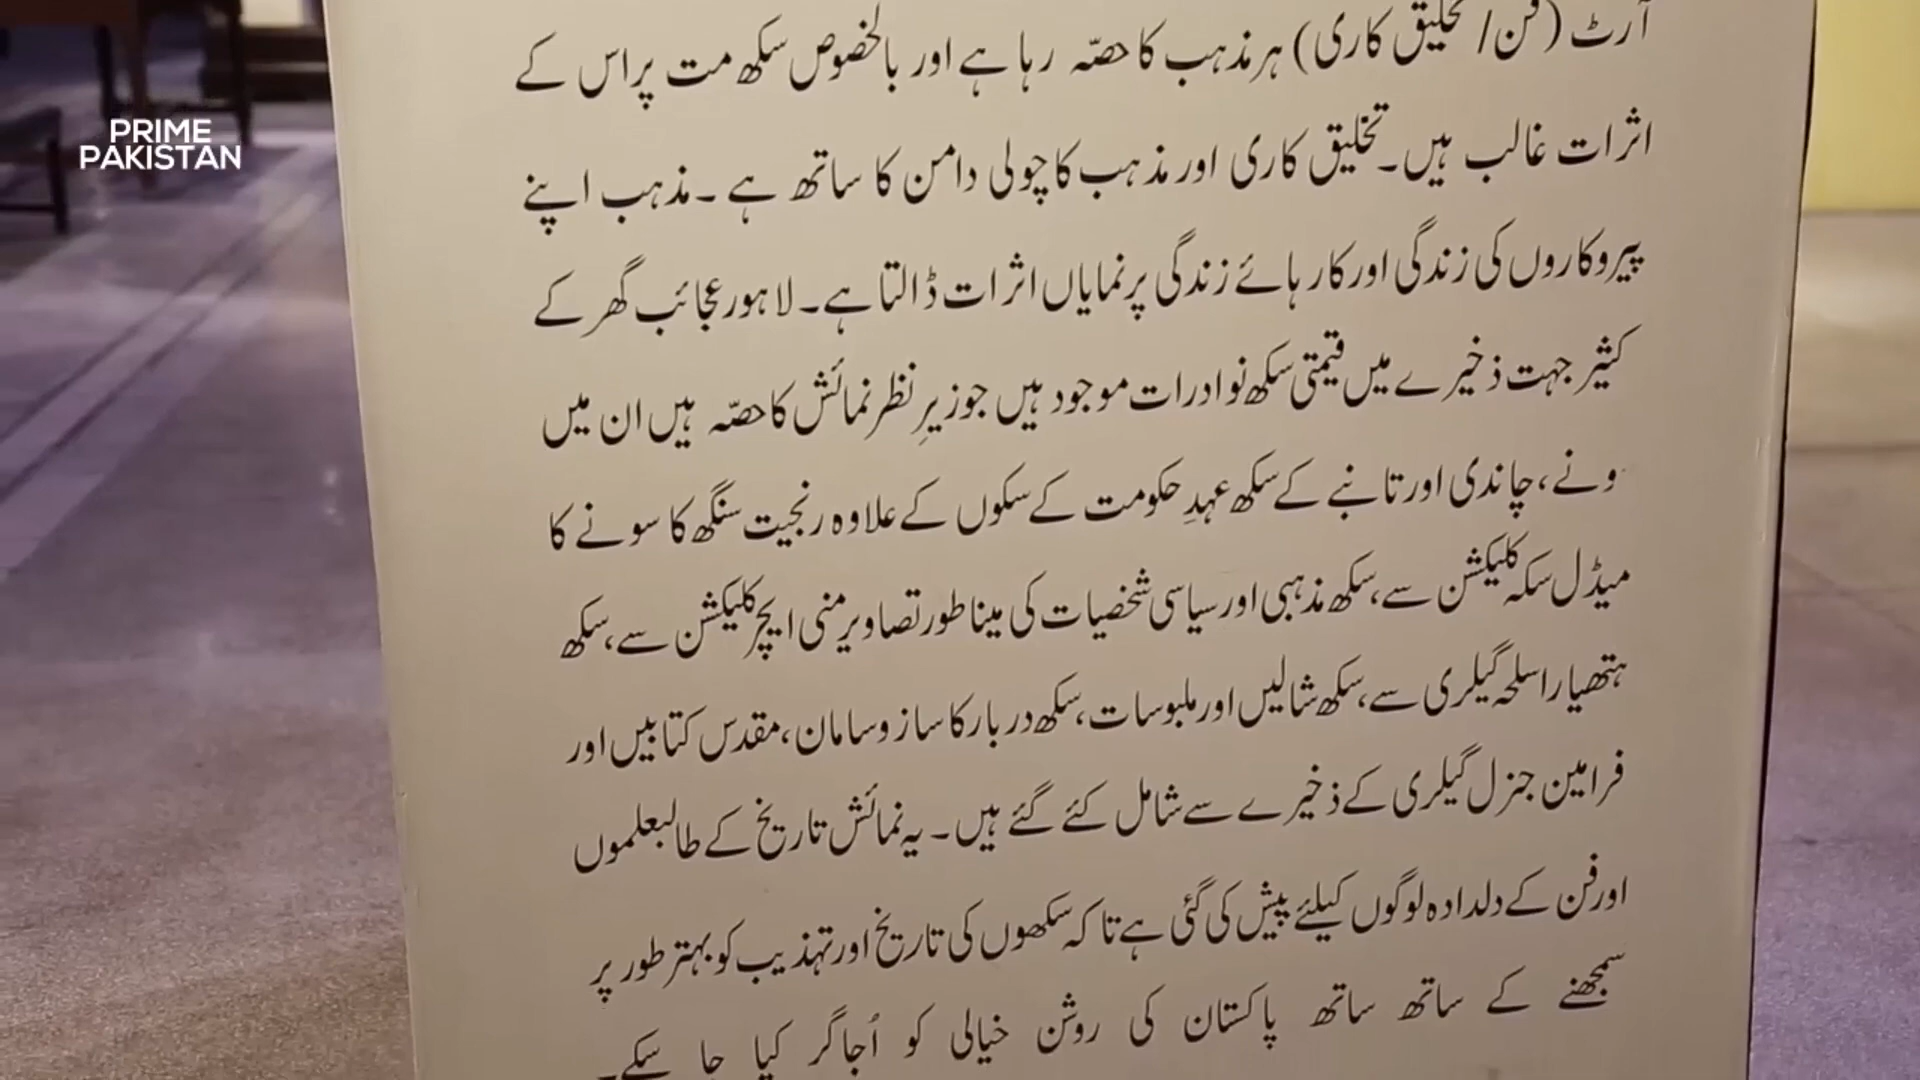 PRIME
PAKISTAN
آرٹ (فن/تخلیق کاری) ہر مذہب کا حصّہ رہا ہے اور بالخصوص سکھ مت پر اس کے
اثرات غالب ہیں۔ تخلیق کاری اور مذہب کا چولی دامن کا ساتھ ہے۔ مذہب اپنے
پیروکاروں کی زندگی اور کارہائے زندگی پر نمایاں اثرات ڈالتا ہے۔ لاہور عجائب گھر کے
کثیر جہت ذخیرے میں قیمتی سکھ نوادرات موجود ہیں جو زیرِ نظر نمائش کا حصّہ ہیں ان میں
ونے، چاندی اور تانبے کے سکھ عہدِ حکومت کے سکوں کے علاوہ رنجیت سنگھ کا سونے کا
میڈل سکہ کلیکشن سے، سکھ مذہبی اور سیاسی شخصیات کی میناطور تصاویر منی ایچر کلیکشن سے، سکھ
ہتھیار اسلحہ گیلری سے، سکھ شالیں اور ملبوسات، سکھ دربار کا ساز و سامان، مقدس کتابیں اور
فرامین جنرل گیلری کے ذخیرے سے شامل کئے گئے ہیں۔ یہ نمائش تاریخ کے طالبعلموں
اور فن کے دلدادہ لوگوں کیلئے پیش کی گئی ہے تا کہ سکھوں کی تاریخ اور تہذیب کو بہتر طور پر
سمجھنے کے ساتھ ساتھ پاکستان کی روشن خیالی کو اُجاگر کیا جا سکے۔